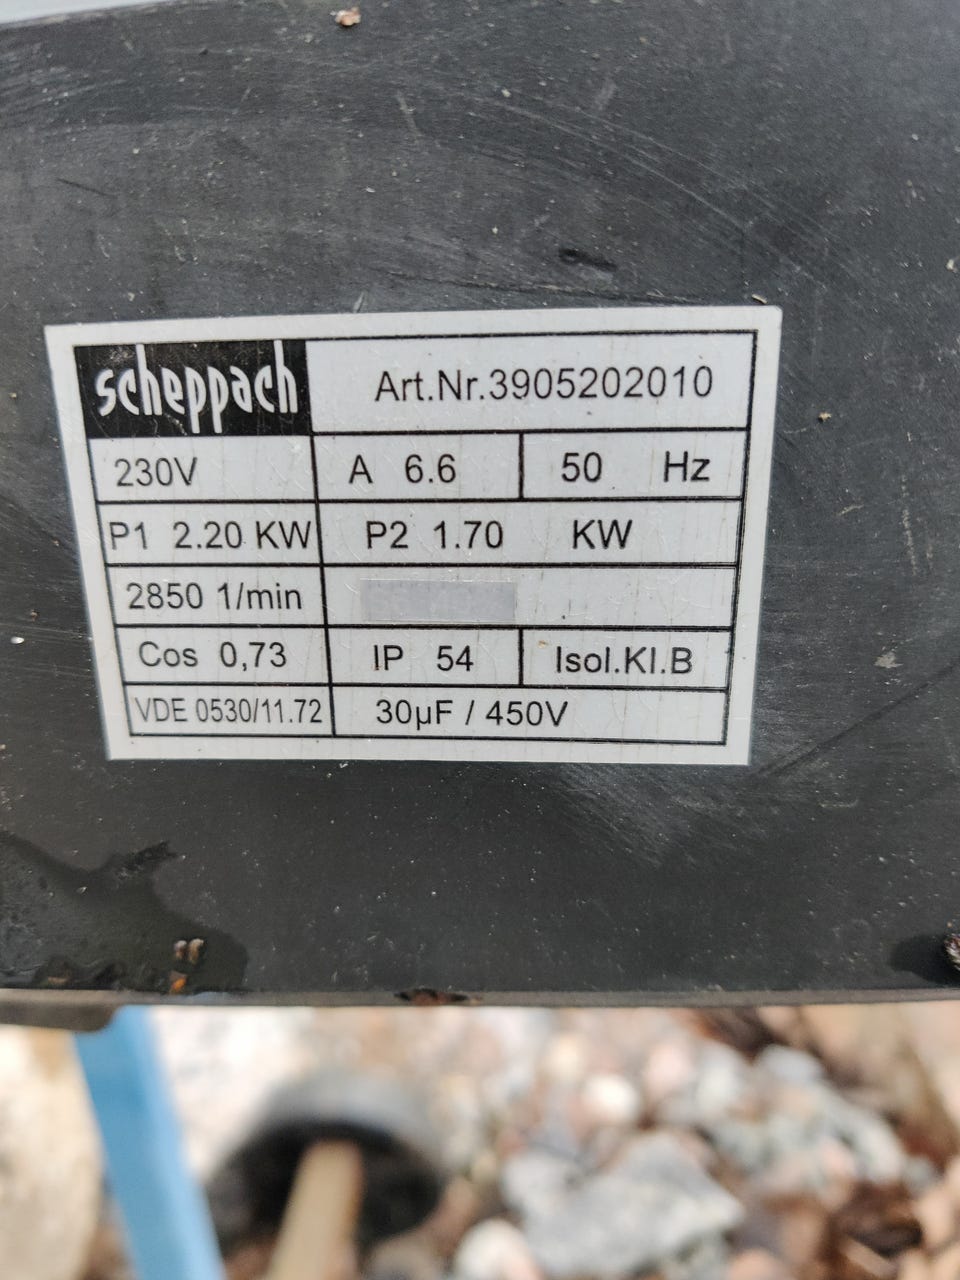 scheppach Art.Nr.3905202010
230V A 6.6 50 Hz
P1 2.20 KW P2 1.70 KW
2850 1/min
Cos 0,73 IP 54 Isol.Kl.B
VDE 0530/11.72 30µF / 450V